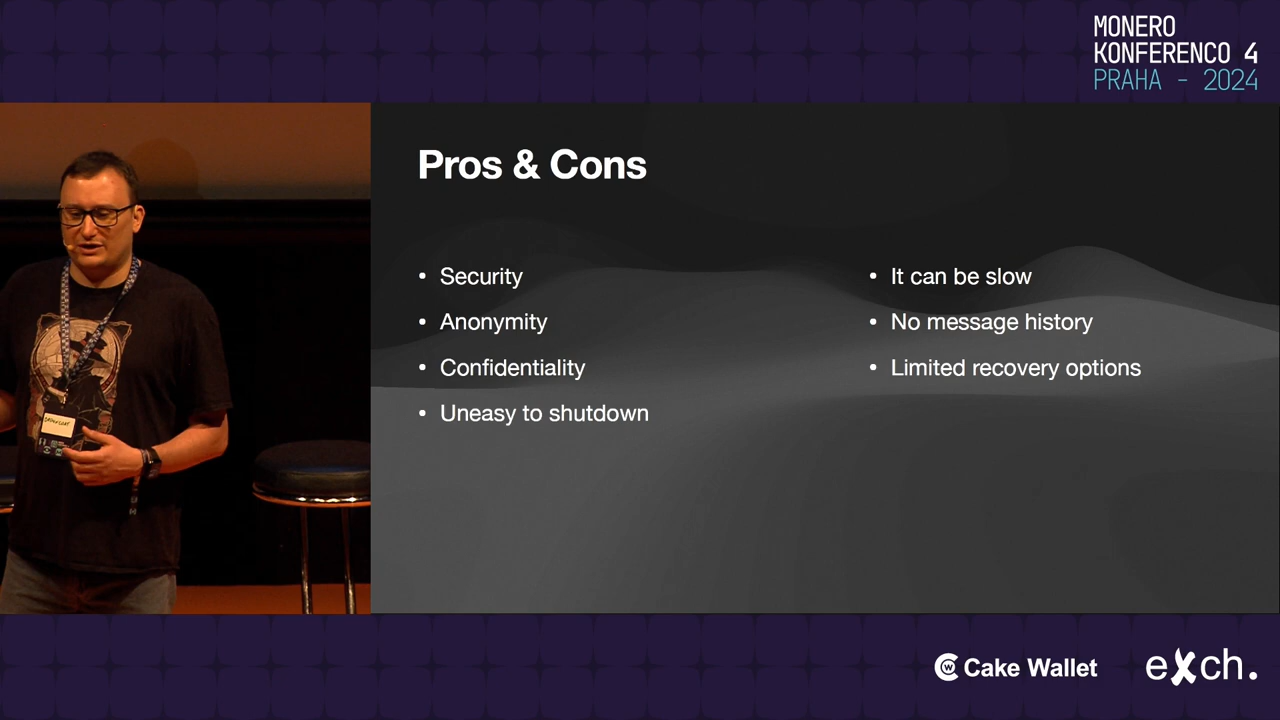 MONERO
KONFERENCO 4
PRAHA - 2024
Pros & Cons
• Security
• Anonymity
• Confidentiality
• Uneasy to shutdown
• It can be slow
• No message history
• Limited recovery options
Cake Wallet
eXch.